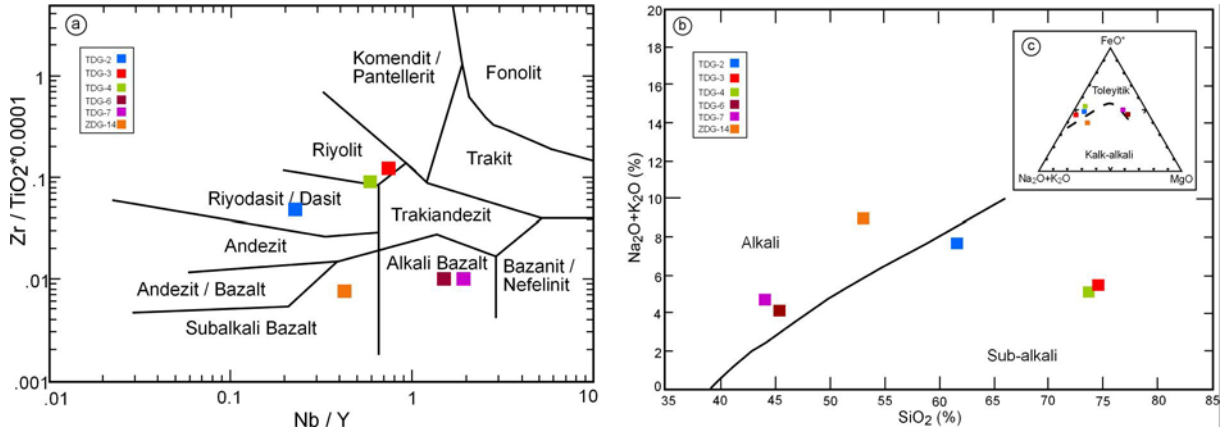 a
TDG-2
TDG-3
TDG-4
TDG-6
TDG-7
ZDG-14
Komendit /
Pantellerit
Fonolit
Riyolit
Trakit
Riyodasit / Dasit
Trakiandezit
Andezit
Alkali Bazalt
Bazanit /
Nefelinit
Andezit / Bazalt
Subalkali Bazalt
Zr / TiO2*0.0001
1
.1
.01
.001
0.1
1
10
Nb / Y
b
TDG-2
TDG-3
TDG-4
TDG-6
TDG-7
ZDG-14
Na₂O+K₂O (%)
20
18
16
14
12
10
8
6
4
2
0
Alkali
Sub-alkali
35
40
45
50
55
60
65
70
75
80
85
SiO₂ (%)
c
FeO*
Toleyitik
Kalk-alkali
Na₂O+K₂O
MgO